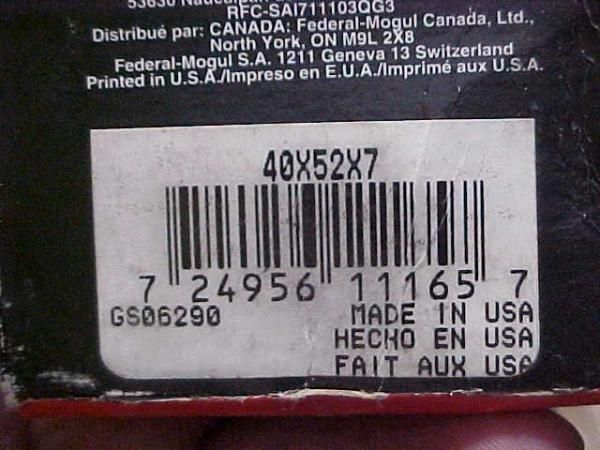 RFC-SAI711103QG3
Distribué par: CANADA: Federal-Mogul Canada, Ltd.,
North York, ON M9L 2X8
Federal-Mogul S.A. 1211 Geneva 13 Switzerland
Printed in U.S.A./Impreso en E.U.A./Imprimé aux U.S.A.
40X52X7
7 24956 11165 7
GS06290
MADE IN USA
HECHO EN USA
FAIT AUX USA